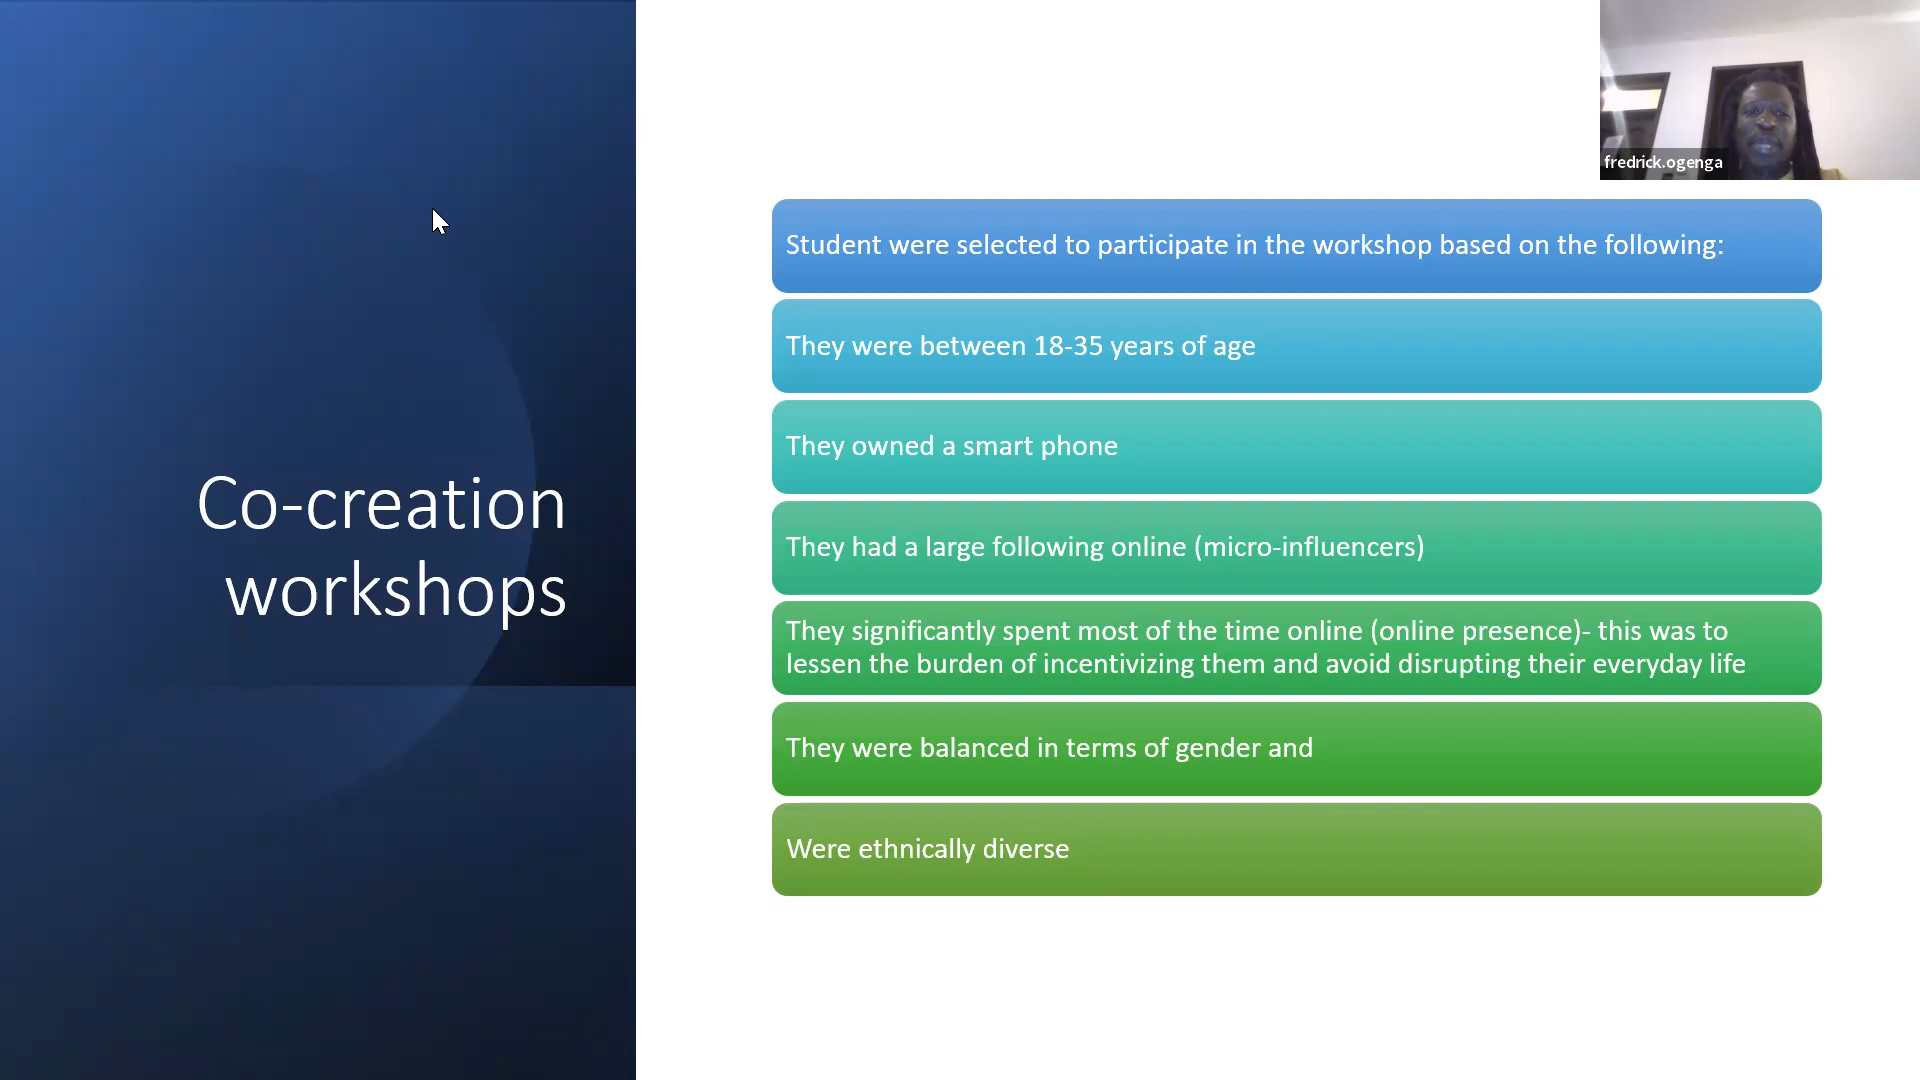 Co-creation
workshops
fredrick.ogenga
Student were selected to participate in the workshop based on the following:
They were between 18-35 years of age
They owned a smart phone
They had a large following online (micro-influencers)
They significantly spent most of the time online (online presence)- this was to
lessen the burden of incentivizing them and avoid disrupting their everyday life
They were balanced in terms of gender and
Were ethnically diverse